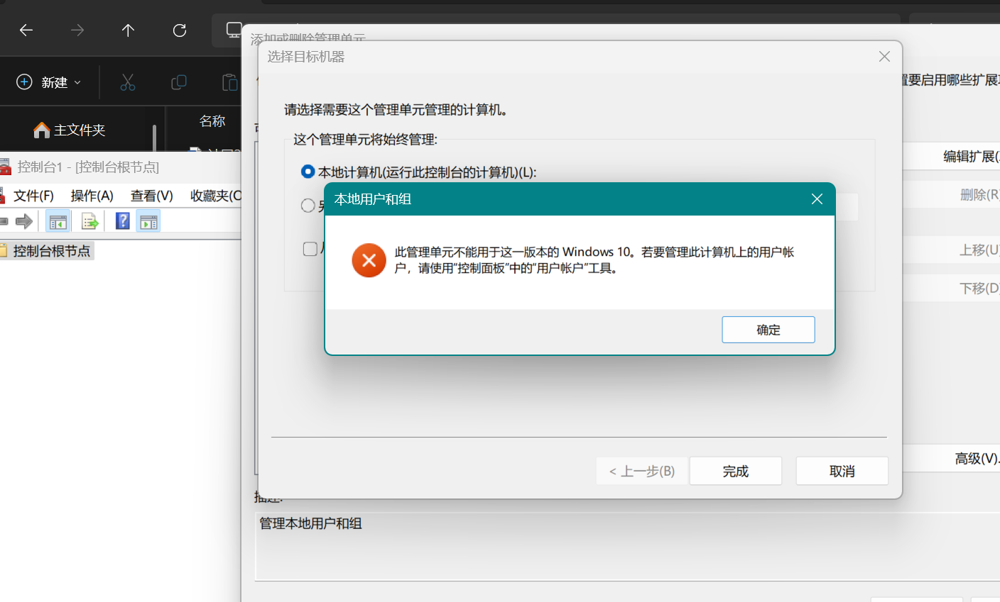 添加或删除管理单元
选择目标机器
新建
置要启用哪些扩展
请选择需要这个管理单元管理的计算机。
主文件夹
名称
这个管理单元将始终管理:
编辑扩展(
控制台1 - [控制台根节点]
本地计算机(运行此控制台的计算机)(L):
文件(F) 操作(A) 查看(V) 收藏夹(O
删除(R)
本地用户和组
控制台根节点
此管理单元不能用于这一版本的 Windows 10。若要管理此计算机上的用户帐
户，请使用“控制面板”中的“用户帐户”工具。
上移(U)
下移(D)
确定
高级(V).
< 上一步(B) 完成 取消
描述:
管理本地用户和组